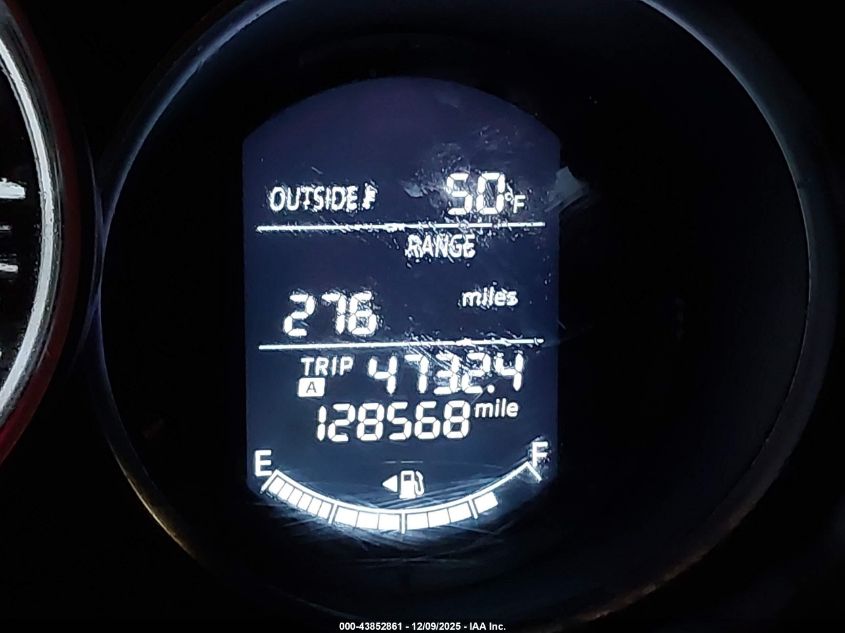 OUTSIDE 50°F
RANGE
276 miles
TRIP A 4732.4
128568 mile
E F
000-43852861 - 12/09/2025 - IAA Inc.